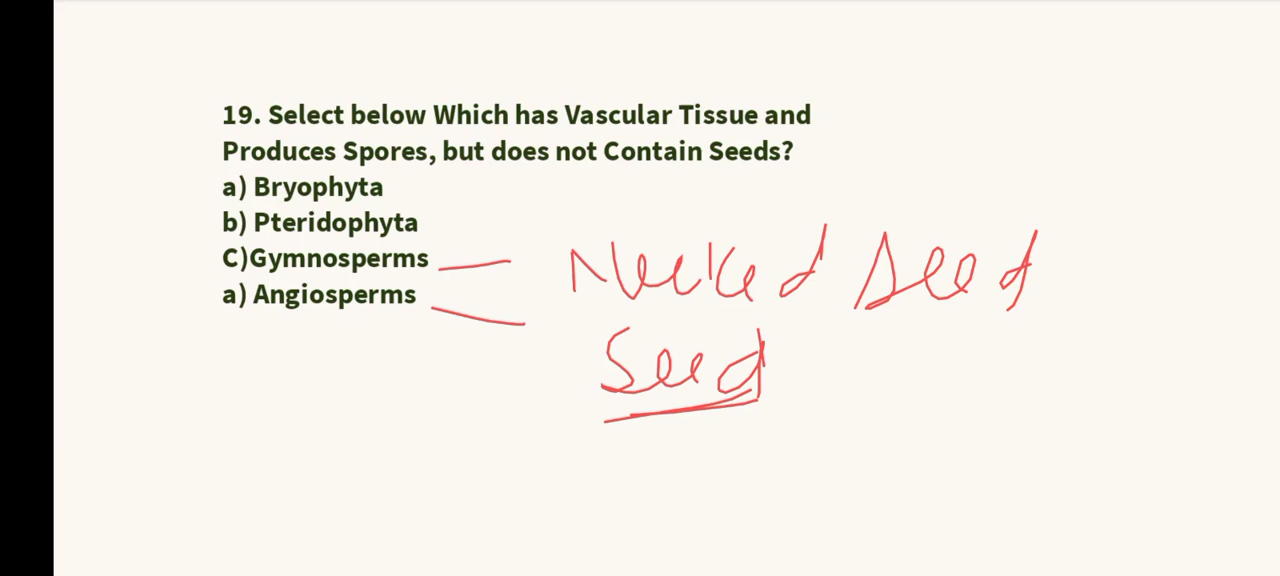 19. Select below Which has Vascular Tissue and
Produces Spores, but does not Contain Seeds?
a) Bryophyta
b) Pteridophyta
C)Gymnosperms
a) Angiosperms
Necked Seed
Seed